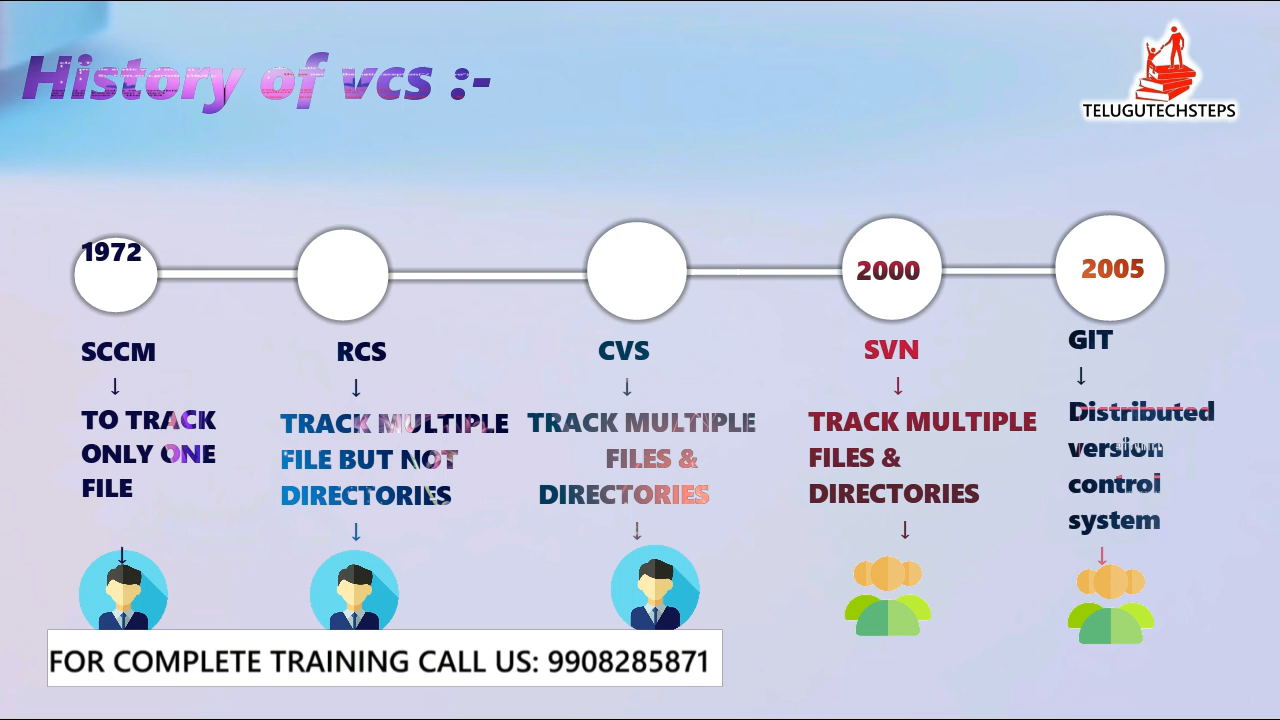 History of vcs :-
TELUGUTECHSTEPS
1972
2000
2005
SCCM
↓
TO TRACK
ONLY ONE
FILE
↓
RCS
↓
TRACK MULTIPLE
FILE BUT NOT
DIRECTORIES
↓
CVS
↓
TRACK MULTIPLE
FILES &
DIRECTORIES
↓
SVN
↓
TRACK MULTIPLE
FILES &
DIRECTORIES
↓
GIT
↓
Distributed
version
control
system
↓
FOR COMPLETE TRAINING CALL US: 9908285871